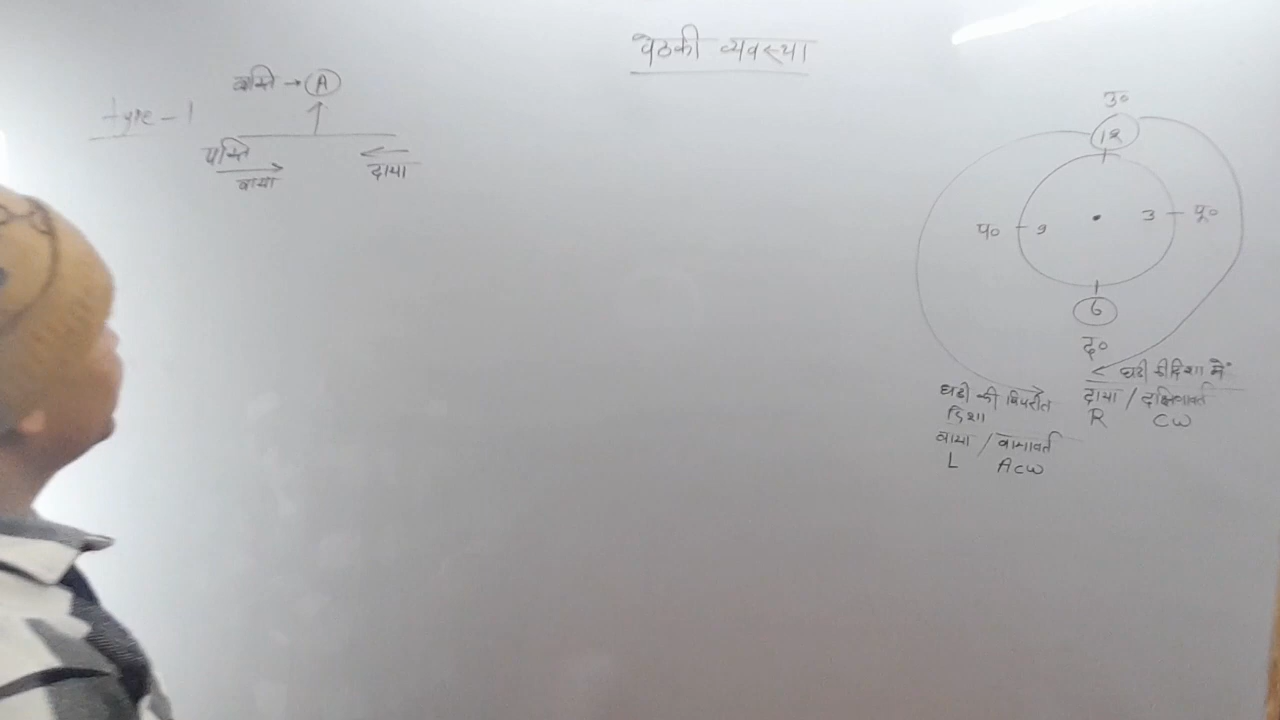 बैठकी व्यवस्था
type-1
व्यक्ति → A
बाया
दाया
उ०
12
प० 9 3 पू०
6
द०
घडी की दिशा में
दाया / दक्षिणावर्त
R CW
घडी की विपरीत
दिशा
बाया / वामावर्त
L ACW